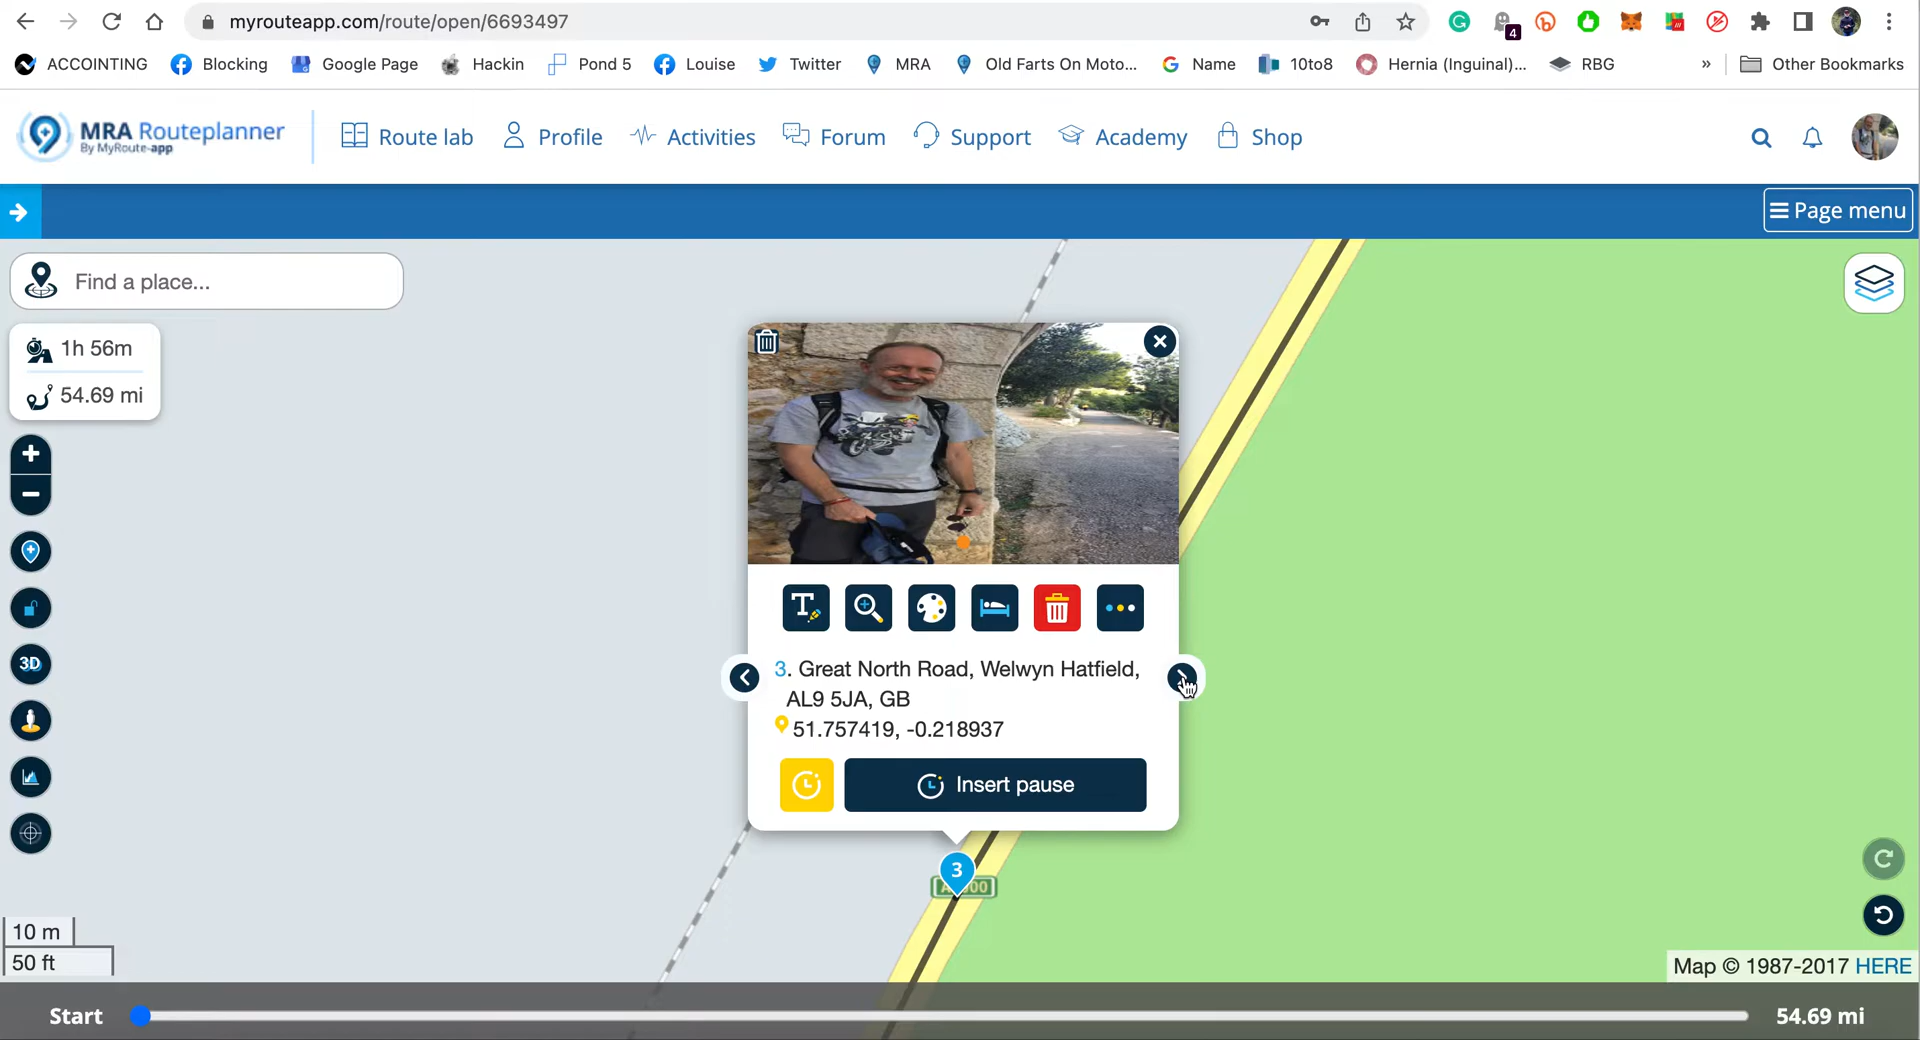 myrouteapp.com/route/open/6693497
4
ACCOINTING Blocking Google Page Hackin Pond 5 Louise Twitter MRA Old Farts On Moto... Name 10to8 Hernia (Inguinal)... RBG » Other Bookmarks
MRA Routeplanner
By MyRoute-app
Route lab Profile Activities Forum Support Academy Shop
Page menu
Find a place...
1h 56m
54.69 mi
3D
3. Great North Road, Welwyn Hatfield,
AL9 5JA, GB
51.757419, -0.218937
Insert pause
3
10 m
50 ft
Map © 1987-2017 HERE
Start 54.69 mi